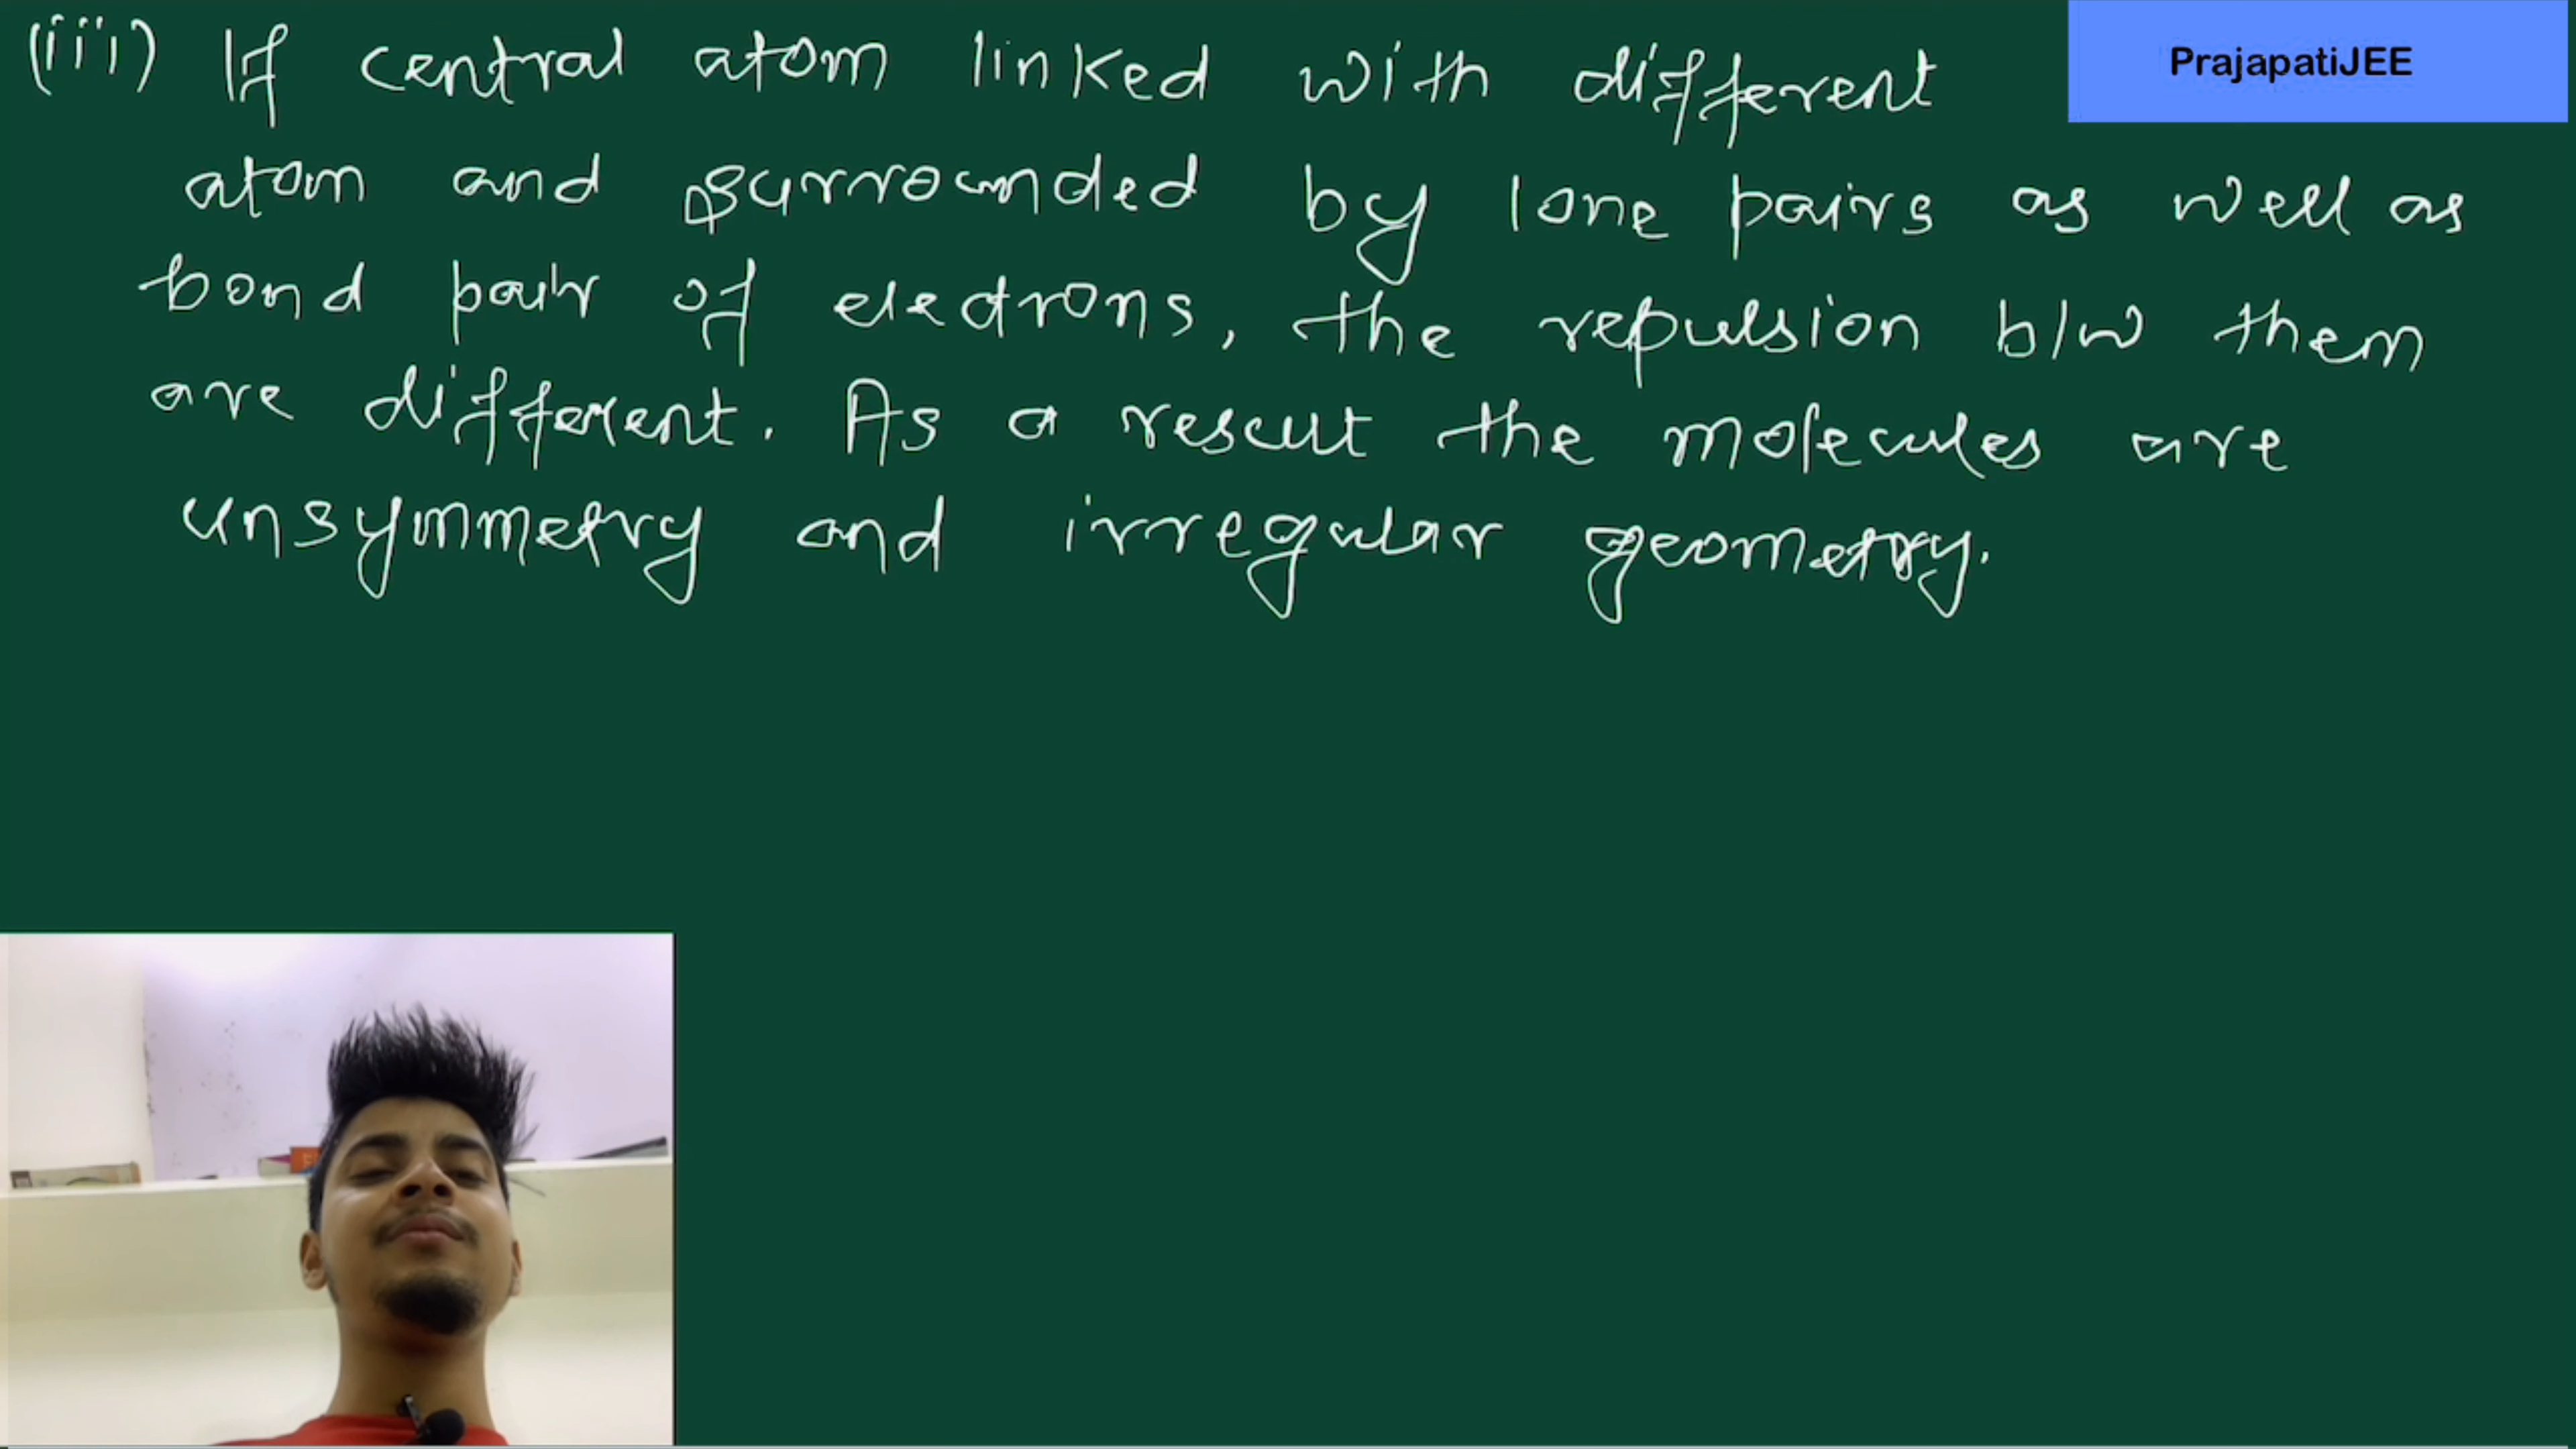 (iii) If central atom linked with different
PrajapatiJEE
atom and surrounded by lone pairs as well as
bond pair of electrons, the repulsion b/w them
are different. As a result the molecules are
unsymmetry and irregular geometry.